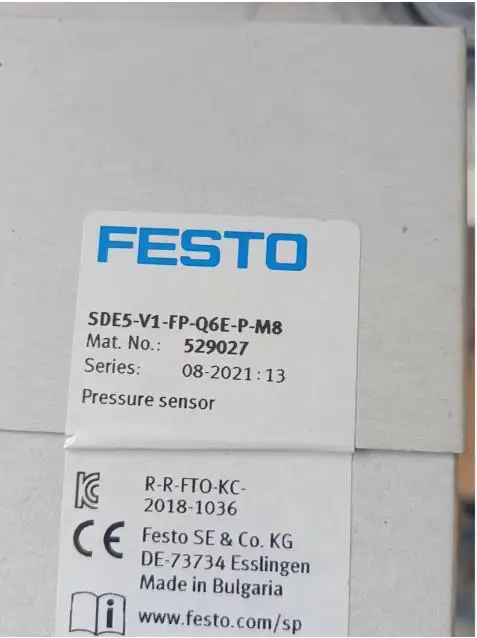 FESTO
SDE5-V1-FP-Q6E-P-M8
Mat. No.: 529027
Series: 08-2021:13
Pressure sensor
R-R-FTO-KC-
2018-1036
CE Festo SE & Co. KG
DE-73734 Esslingen
Made in Bulgaria
www.festo.com/sp